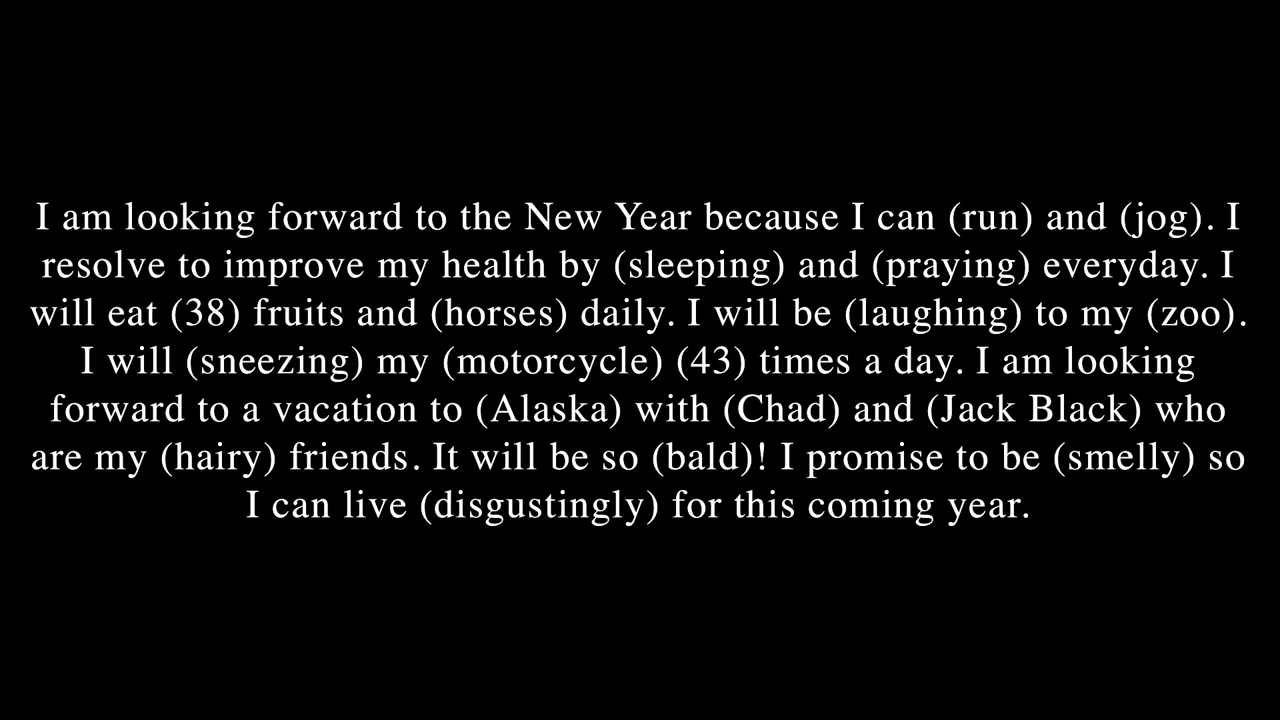 I am looking forward to the New Year because I can (run) and (jog). I
resolve to improve my health by (sleeping) and (praying) everyday. I
will eat (38) fruits and (horses) daily. I will be (laughing) to my (zoo).
I will (sneezing) my (motorcycle) (43) times a day. I am looking
forward to a vacation to (Alaska) with (Chad) and (Jack Black) who
are my (hairy) friends. It will be so (bald)! I promise to be (smelly) so
I can live (disgustingly) for this coming year.